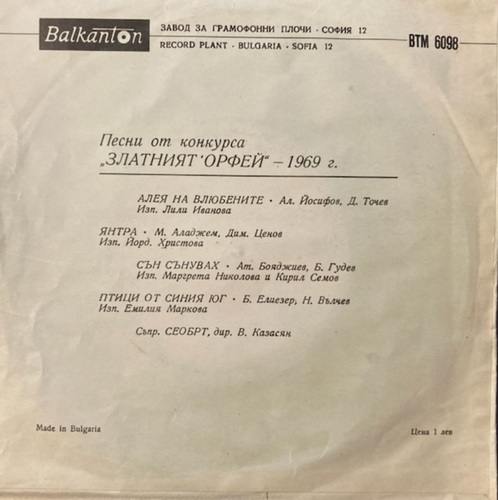 Balkanton
ЗАВОД ЗА ГРАМОФОННИ ПЛОЧИ · СОФИЯ 12
RECORD PLANT · BULGARIA · SOFIA 12
BTM 6098
Песни от конкурса
„ЗЛАТНИЯТ ОРФЕЙ“ – 1969 г.
АЛЕЯ НА ВЛЮБЕНИТЕ · Ал. Йосифов, Д. Точев
Изп. Лили Иванова
ЯНТРА · М. Аладжем, Дим. Ценов
Изп. Йорд. Христова
СЪН СЪНУВАХ · Ат. Бояджиев, Б. Гудев
Изп. Маргрета Николова и Кирил Семов
ПТИЦИ ОТ СИНИЯ ЮГ · Б. Елиезер, Н. Вълчев
Изп. Емилия Маркова
Съпр. СЕОБРТ, дир. В. Казасян
Made in Bulgaria
Цена 1 лев